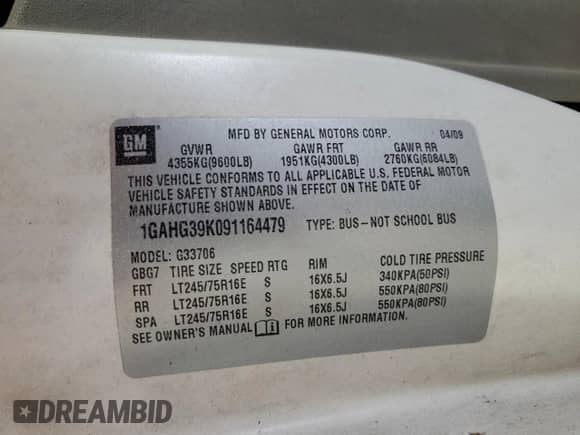 GM MFD BY GENERAL MOTORS CORP. 04/09
GVWR GAWR FRT GAWR RR
4355KG(9600LB) 1951KG(4300LB) 2760KG(6084LB)
THIS VEHICLE CONFORMS TO ALL APPLICABLE U.S. FEDERAL MOTOR
VEHICLE SAFETY STANDARDS IN EFFECT ON THE DATE OF
MANUFACTURE SHOWN ABOVE.
1GAHG39K091164479 TYPE: BUS-NOT SCHOOL BUS
MODEL: G33706
GBG7 TIRE SIZE SPEED RTG RIM COLD TIRE PRESSURE
FRT LT245/75R16E S 16X6.5J 340KPA(50PSI)
RR LT245/75R16E S 16X6.5J 550KPA(80PSI)
SPA LT245/75R16E S 16X6.5J 550KPA(80PSI)
SEE OWNER'S MANUAL FOR MORE INFORMATION.
DREAMBID